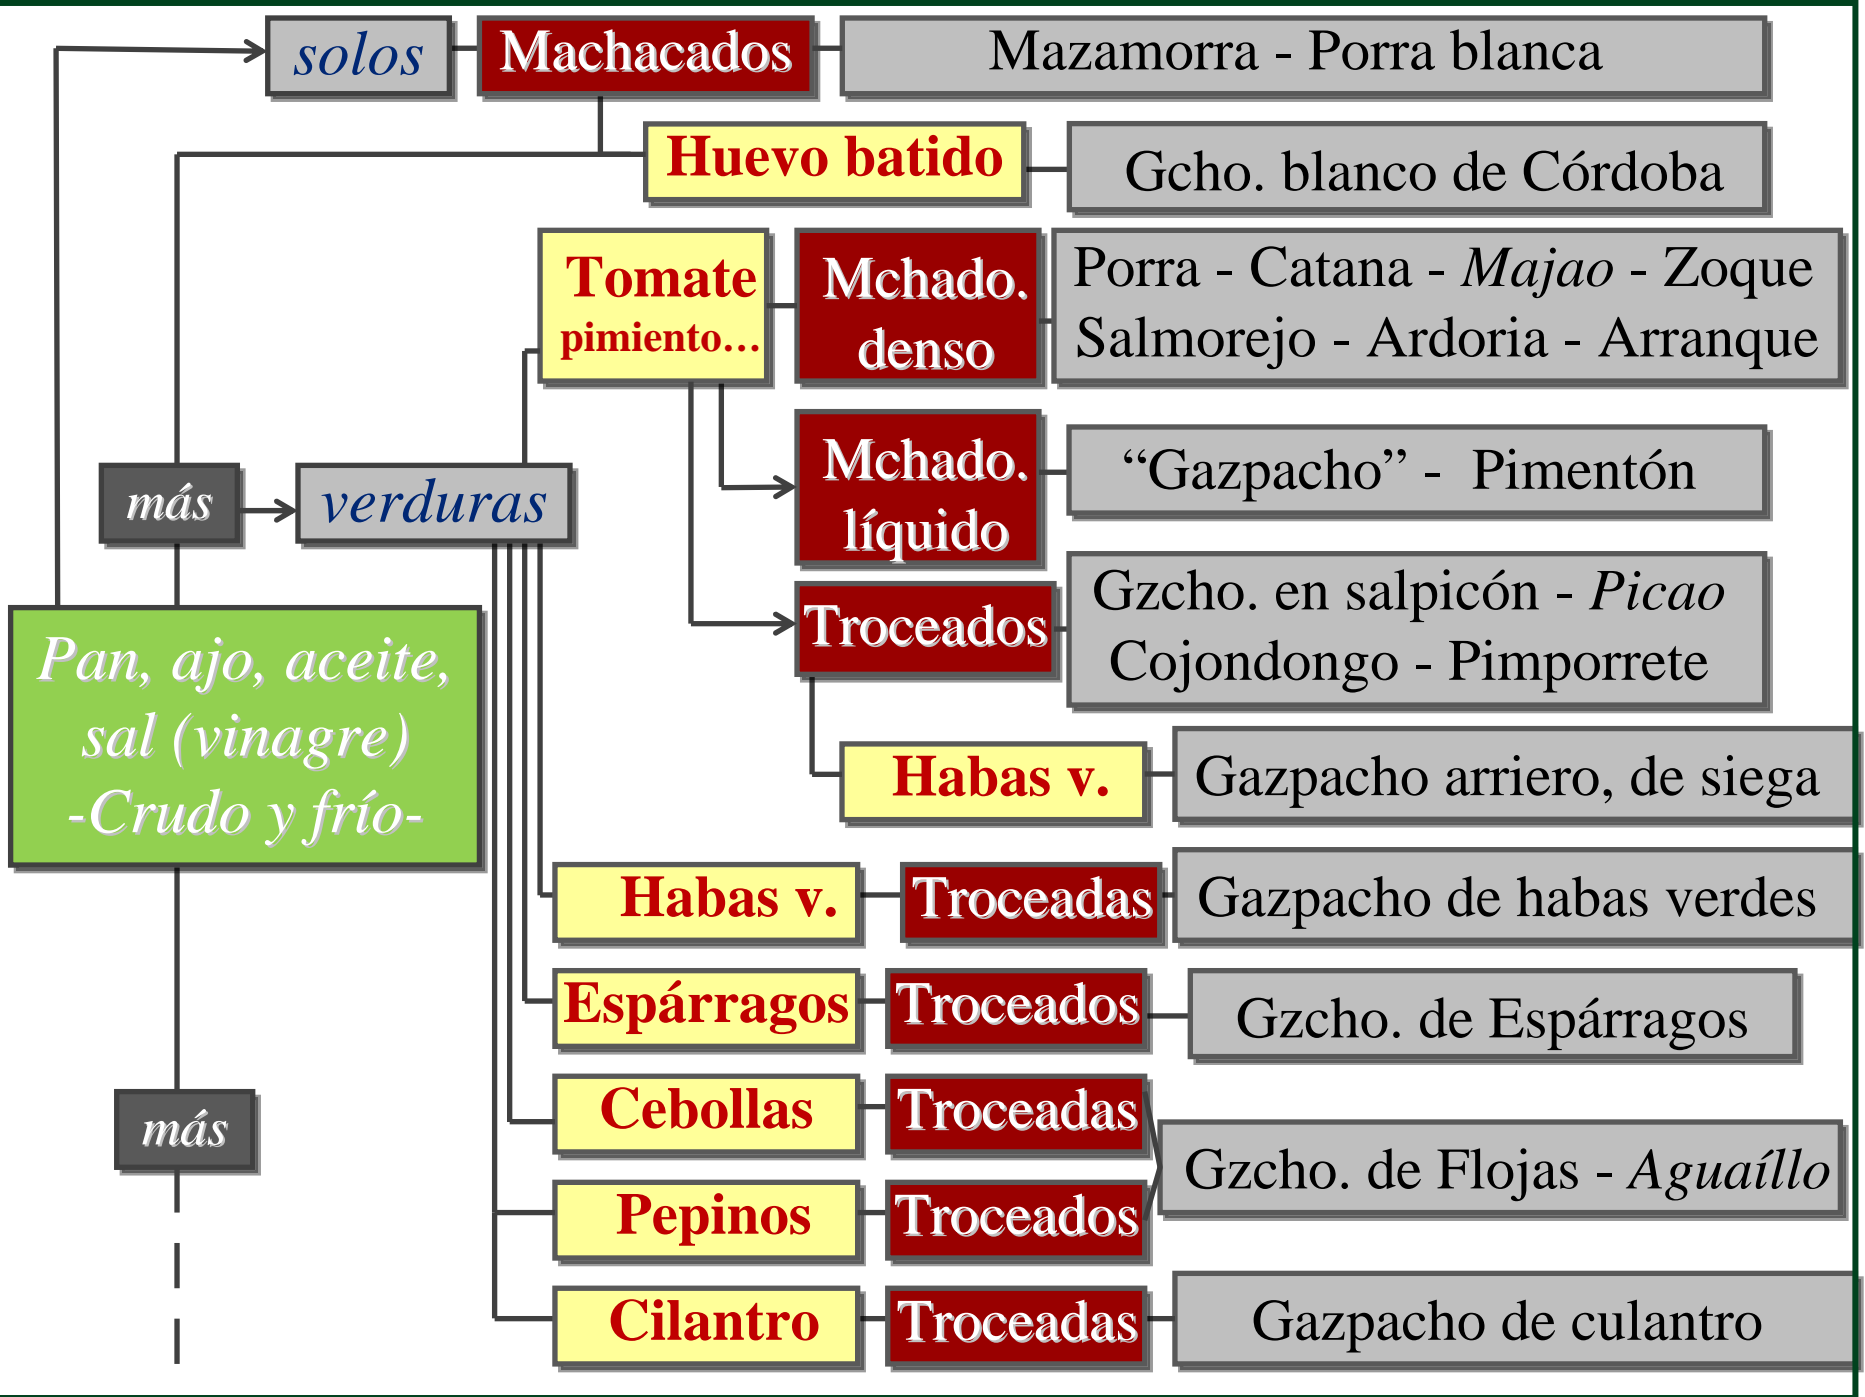 solos
Machacados
Mazamorra - Porra blanca
Huevo batido
Gcho. blanco de Córdoba
Tomate
pimiento...
Mchado.
denso
Porra - Catana - Majao - Zoque
Salmorejo - Ardoria - Arranque
más
verduras
Mchado.
líquido
“Gazpacho” - Pimentón
Troceados
Gzcho. en salpicón - Picao
Cojondongo - Pimporrete
Pan, ajo, aceite,
sal (vinagre)
-Crudo y frío-
Habas v.
Gazpacho arriero, de siega
Habas v.
Troceadas
Gazpacho de habas verdes
Espárragos
Troceados
Gzcho. de Espárragos
más
Cebollas
Troceadas
Gzcho. de Flojas - Aguaíllo
Pepinos
Troceados
Cilantro
Troceadas
Gazpacho de culantro